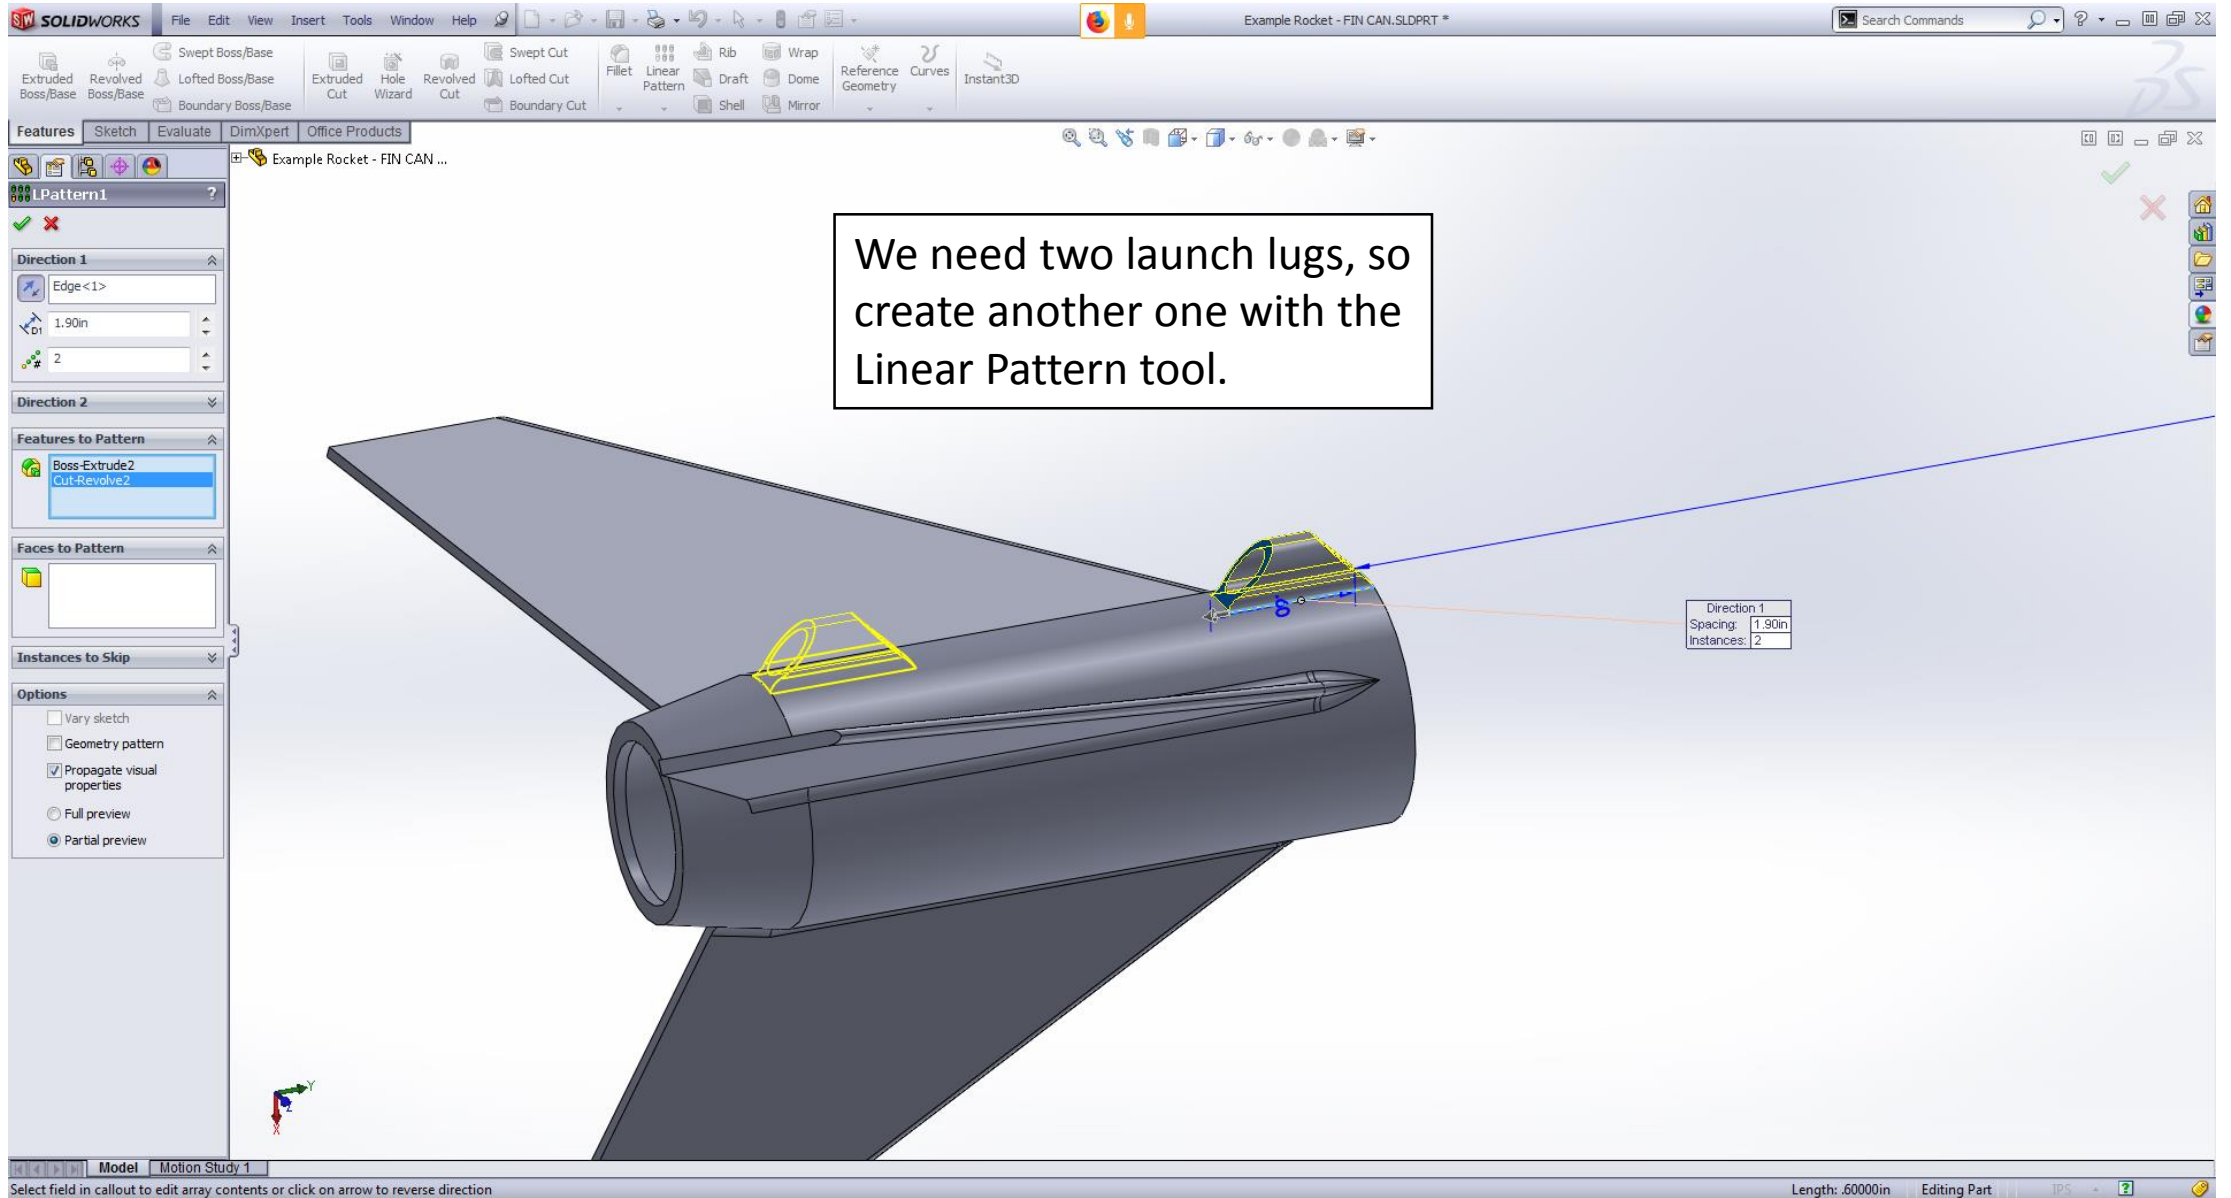 SOLIDWORKS File Edit View Insert Tools Window Help
Example Rocket - FIN CAN.SLDPRT *
Search Commands
Extruded Boss/Base
Revolved Boss/Base
Swept Boss/Base
Lofted Boss/Base
Boundary Boss/Base
Extruded Cut
Hole Wizard
Revolved Cut
Swept Cut
Lofted Cut
Boundary Cut
Fillet
Linear Pattern
Rib
Draft
Shell
Wrap
Dome
Mirror
Reference Geometry
Curves
Instant3D
Features Sketch Evaluate DimXpert Office Products
Example Rocket - FIN CAN ...
LPattern1 ?
Direction 1
Edge<1>
D1 1.90in
# 2
Direction 2
Features to Pattern
Boss-Extrude2
Cut-Revolve2
Faces to Pattern
Instances to Skip
Options
Vary sketch
Geometry pattern
Propagate visual
properties
Full preview
Partial preview
We need two launch lugs, so
create another one with the
Linear Pattern tool.
Direction 1
Spacing: 1.90in
Instances: 2
Y
Z
X
Model Motion Study 1
Select field in callout to edit array contents or click on arrow to reverse direction
Length: .60000in Editing Part IPS